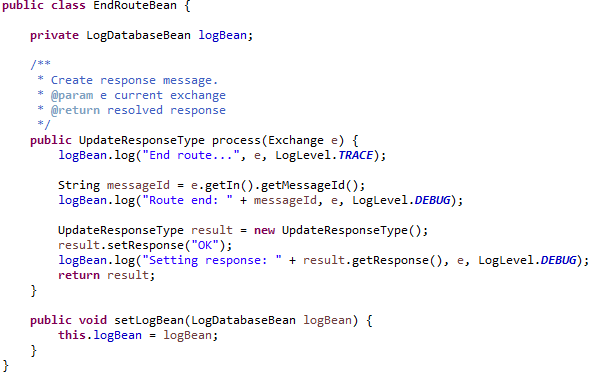 public class EndRouteBean {
private LogDatabaseBean logBean;
/**
* Create response message.
* @param e current exchange
* @return resolved response
*/
public UpdateResponseType process(Exchange e) {
logBean.log("End route...", e, LogLevel.TRACE);
String messageId = e.getIn().getMessageId();
logBean.log("Route end: " + messageId, e, LogLevel.DEBUG);
UpdateResponseType result = new UpdateResponseType();
result.setResponse("OK");
logBean.log("Setting response: " + result.getResponse(), e, LogLevel.DEBUG);
return result;
}
public void setLogBean(LogDatabaseBean logBean) {
this.logBean = logBean;
}
}